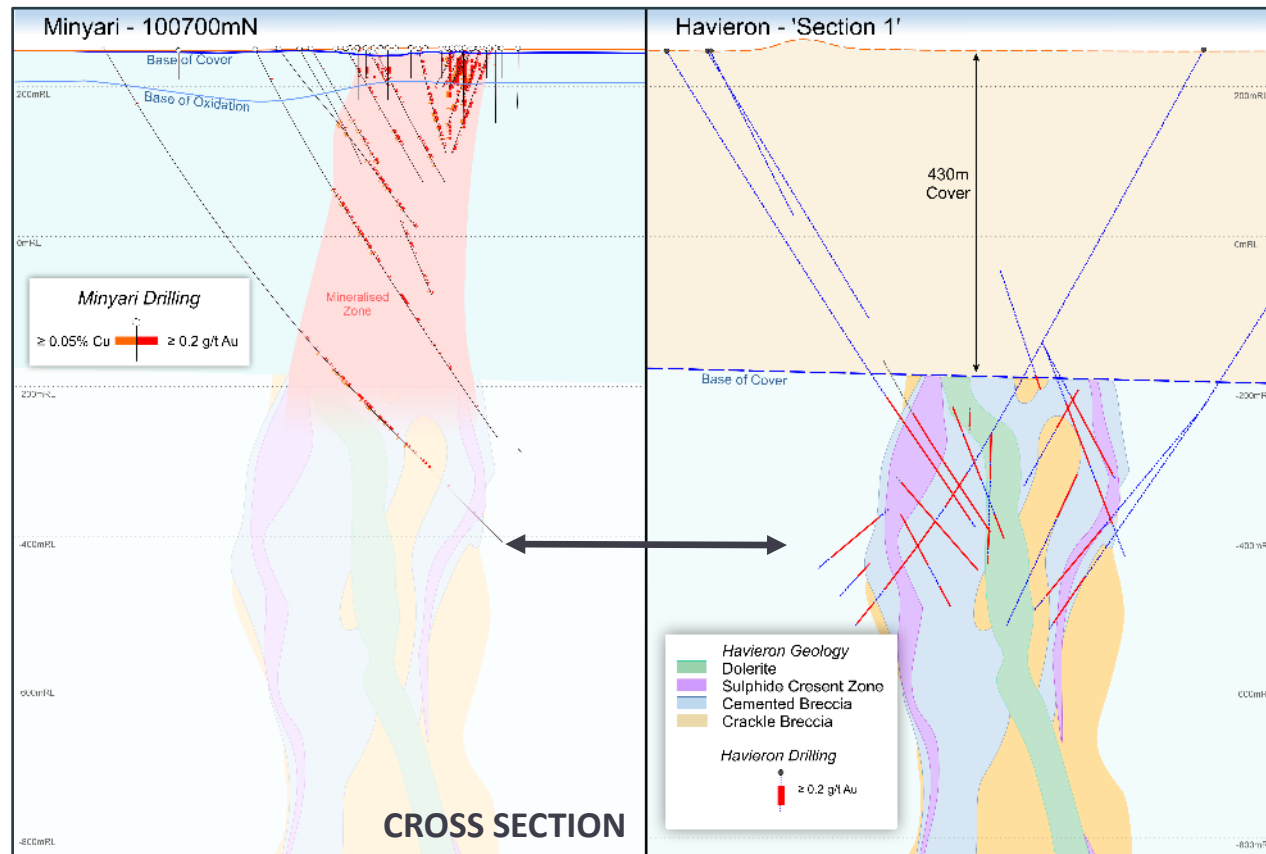 Minyari - 100700mN
Base of Cover
Base of Oxidation
200mRL
0mRL
Minyari Drilling
≥ 0.05% Cu
≥ 0.2 g/t Au
Mineralised
Zone
-200mRL
-400mRL
-600mRL
-800mRL
CROSS SECTION
Havieron - 'Section 1'
200mRL
430m
Cover
0mRL
Base of Cover
-200mRL
-400mRL
Havieron Geology
Dolerite
Sulphide Cresent Zone
Cemented Breccia
Crackle Breccia
Havieron Drilling
≥ 0.2 g/t Au
-600mRL
-800mRL